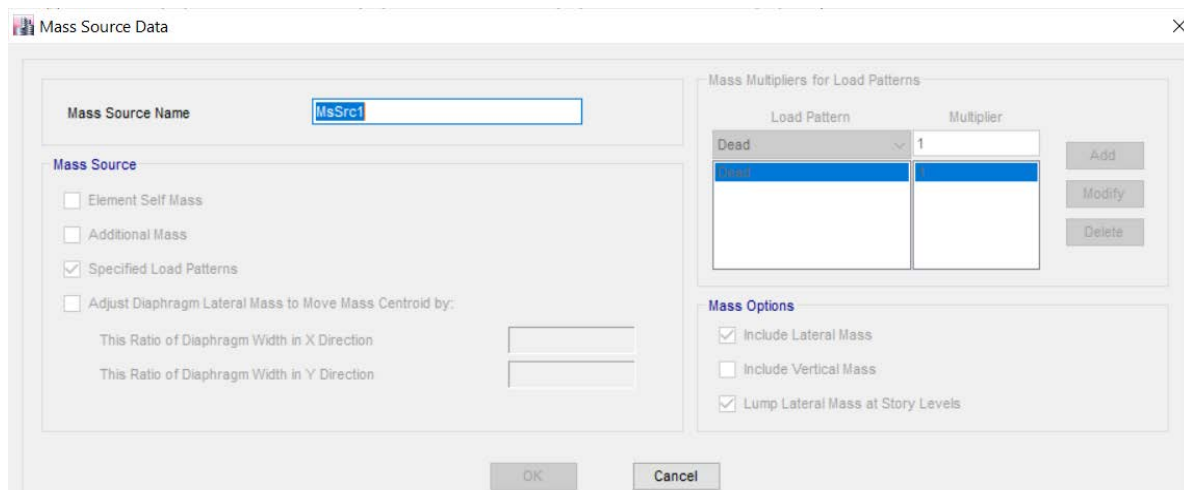 Mass Source Data
Mass Source Name
MsSrc1
Mass Source
Element Self Mass
Additional Mass
Specified Load Patterns
Adjust Diaphragm Lateral Mass to Move Mass Centroid by:
This Ratio of Diaphragm Width in X Direction
This Ratio of Diaphragm Width in Y Direction
Mass Multipliers for Load Patterns
Load Pattern Multiplier
Dead 1
Dead 1
Add
Modify
Delete
Mass Options
Include Lateral Mass
Include Vertical Mass
Lump Lateral Mass at Story Levels
OK Cancel